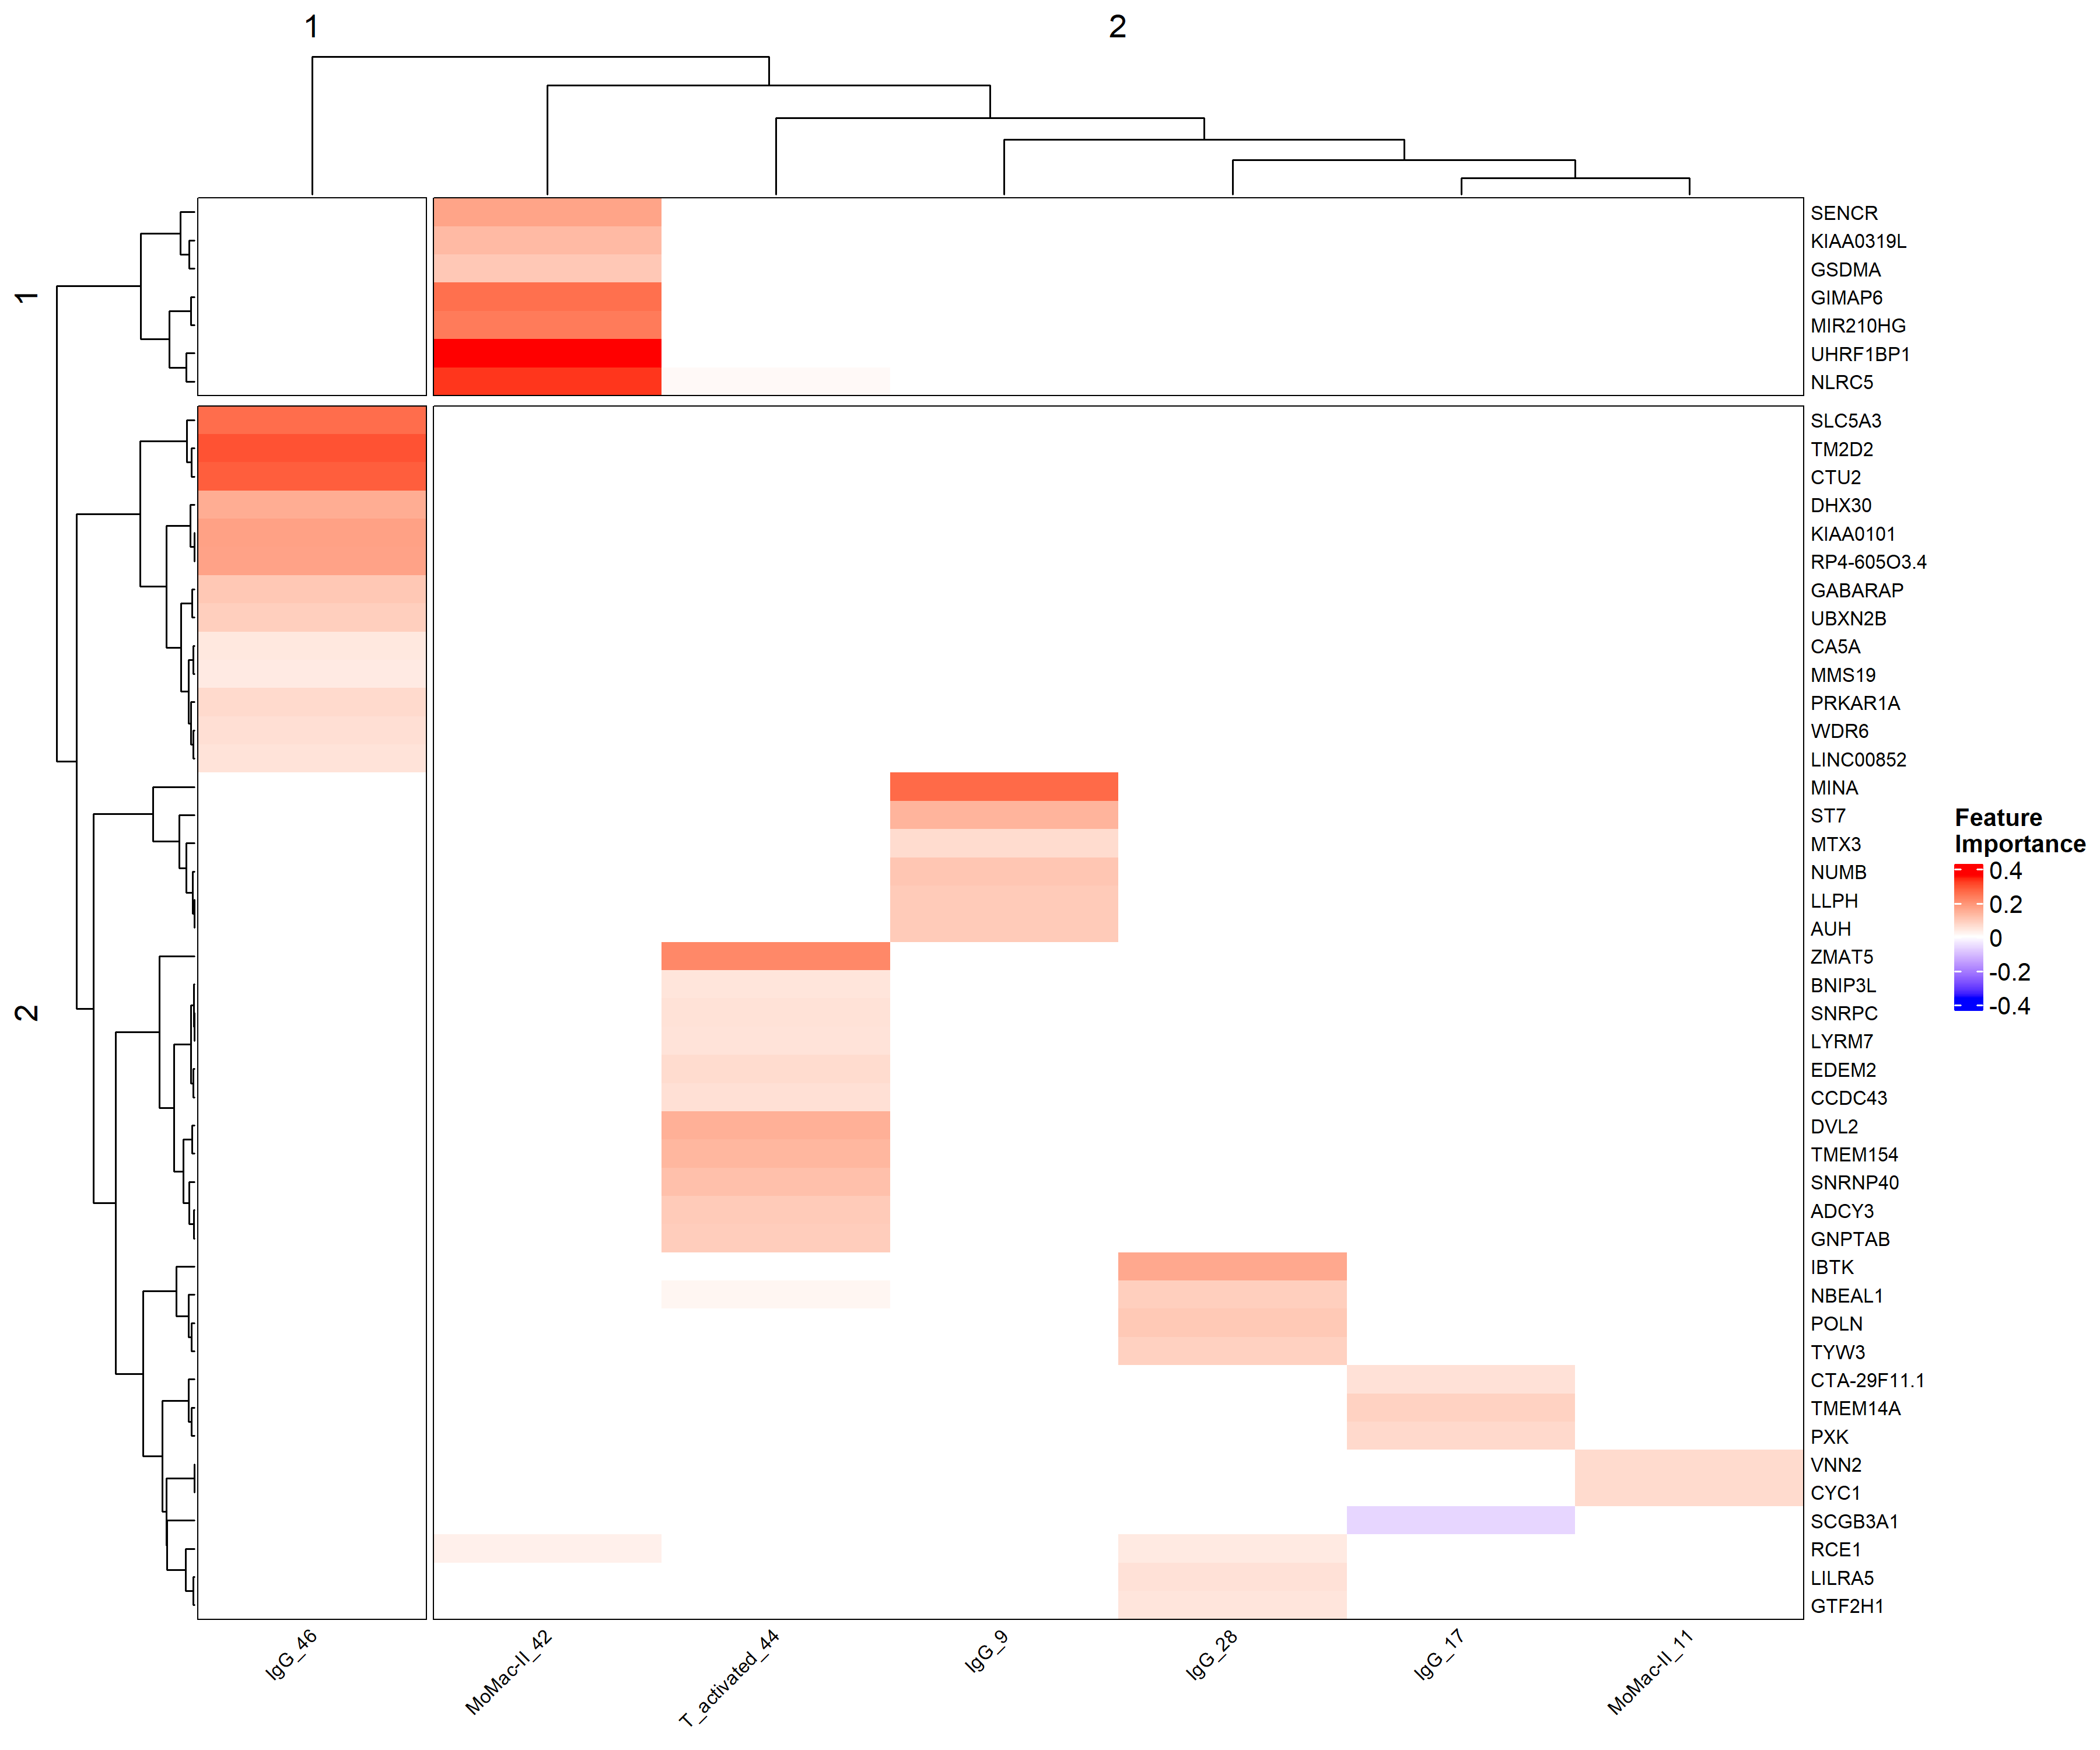 1
2
1
2
SENCR
KIAA0319L
GSDMA
GIMAP6
MIR210HG
UHRF1BP1
NLRC5
SLC5A3
TM2D2
CTU2
DHX30
KIAA0101
RP4-605O3.4
GABARAP
UBXN2B
CA5A
MMS19
PRKAR1A
WDR6
LINC00852
MINA
ST7
MTX3
NUMB
LLPH
AUH
ZMAT5
BNIP3L
SNRPC
LYRM7
EDEM2
CCDC43
DVL2
TMEM154
SNRNP40
ADCY3
GNPTAB
IBTK
NBEAL1
POLN
TYW3
CTA-29F11.1
TMEM14A
PXK
VNN2
CYC1
SCGB3A1
RCE1
LILRA5
GTF2H1
Feature
Importance
0.4
0.2
0
-0.2
-0.4
IgG_46
MoMac-II_42
T_activated_44
IgG_9
IgG_28
IgG_17
MoMac-II_11